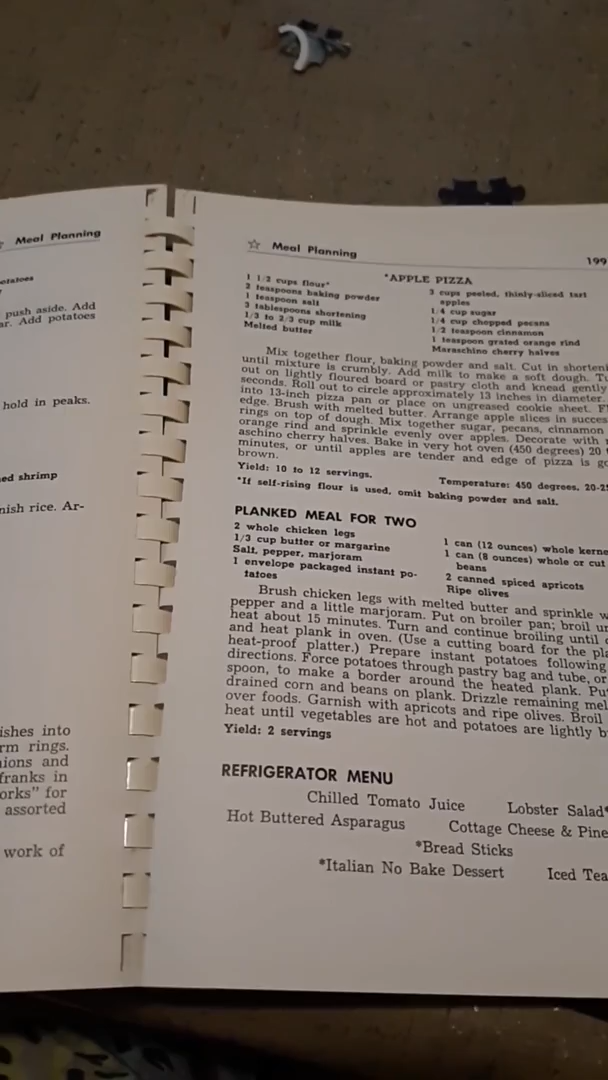 Meal Planning
push aside. Add
Add potatoes
hold in peaks.
shrimp
rice. Ar-
into
rings.
and
franks in
for
assorted
work of
☆ Meal Planning 199
*APPLE PIZZA
1 1/2 cups flour*
2 teaspoons baking powder
1 teaspoon salt
3 tablespoons shortening
1/3 to 2/3 cup milk
Melted butter
3 cups peeled, thinly-sliced tart
apples
1/4 cup sugar
1/4 cup chopped pecans
1/2 teaspoon cinnamon
1 teaspoon grated orange rind
Maraschino cherry halves
Mix together flour, baking powder and salt. Cut in shorteni
until mixture is crumbly. Add milk to make a soft dough. Tu
out on lightly floured board or pastry cloth and knead gently
seconds. Roll out to circle approximately 13 inches in diameter.
into 13-inch pizza pan or place on ungreased cookie sheet. F
edge. Brush with melted butter. Arrange apple slices in succes
rings on top of dough. Mix together sugar, pecans, cinnamon
orange rind and sprinkle evenly over apples. Decorate with
aschino cherry halves. Bake in very hot oven (450 degrees) 20
minutes, or until apples are tender and edge of pizza is go
brown.
Yield: 10 to 12 servings. Temperature: 450 degrees, 20-2
*If self-rising flour is used, omit baking powder and salt.
PLANKED MEAL FOR TWO
2 whole chicken legs
1/3 cup butter or margarine
Salt, pepper, marjoram
1 envelope packaged instant po-
tatoes
1 can (12 ounces) whole kerne
1 can (8 ounces) whole or cut
beans
2 canned spiced apricots
Ripe olives
Brush chicken legs with melted butter and sprinkle w
pepper and a little marjoram. Put on broiler pan; broil un
heat about 15 minutes. Turn and continue broiling until
and heat plank in oven. (Use a cutting board for the pla
heat-proof platter.) Prepare instant potatoes following
directions. Force potatoes through pastry bag and tube, or
spoon, to make a border around the heated plank. Pu
drained corn and beans on plank. Drizzle remaining mel
over foods. Garnish with apricots and ripe olives. Broil
heat until vegetables are hot and potatoes are lightly b
Yield: 2 servings
REFRIGERATOR MENU
Chilled Tomato Juice Lobster Salad*
Hot Buttered Asparagus Cottage Cheese & Pine
*Bread Sticks
*Italian No Bake Dessert Iced Tea